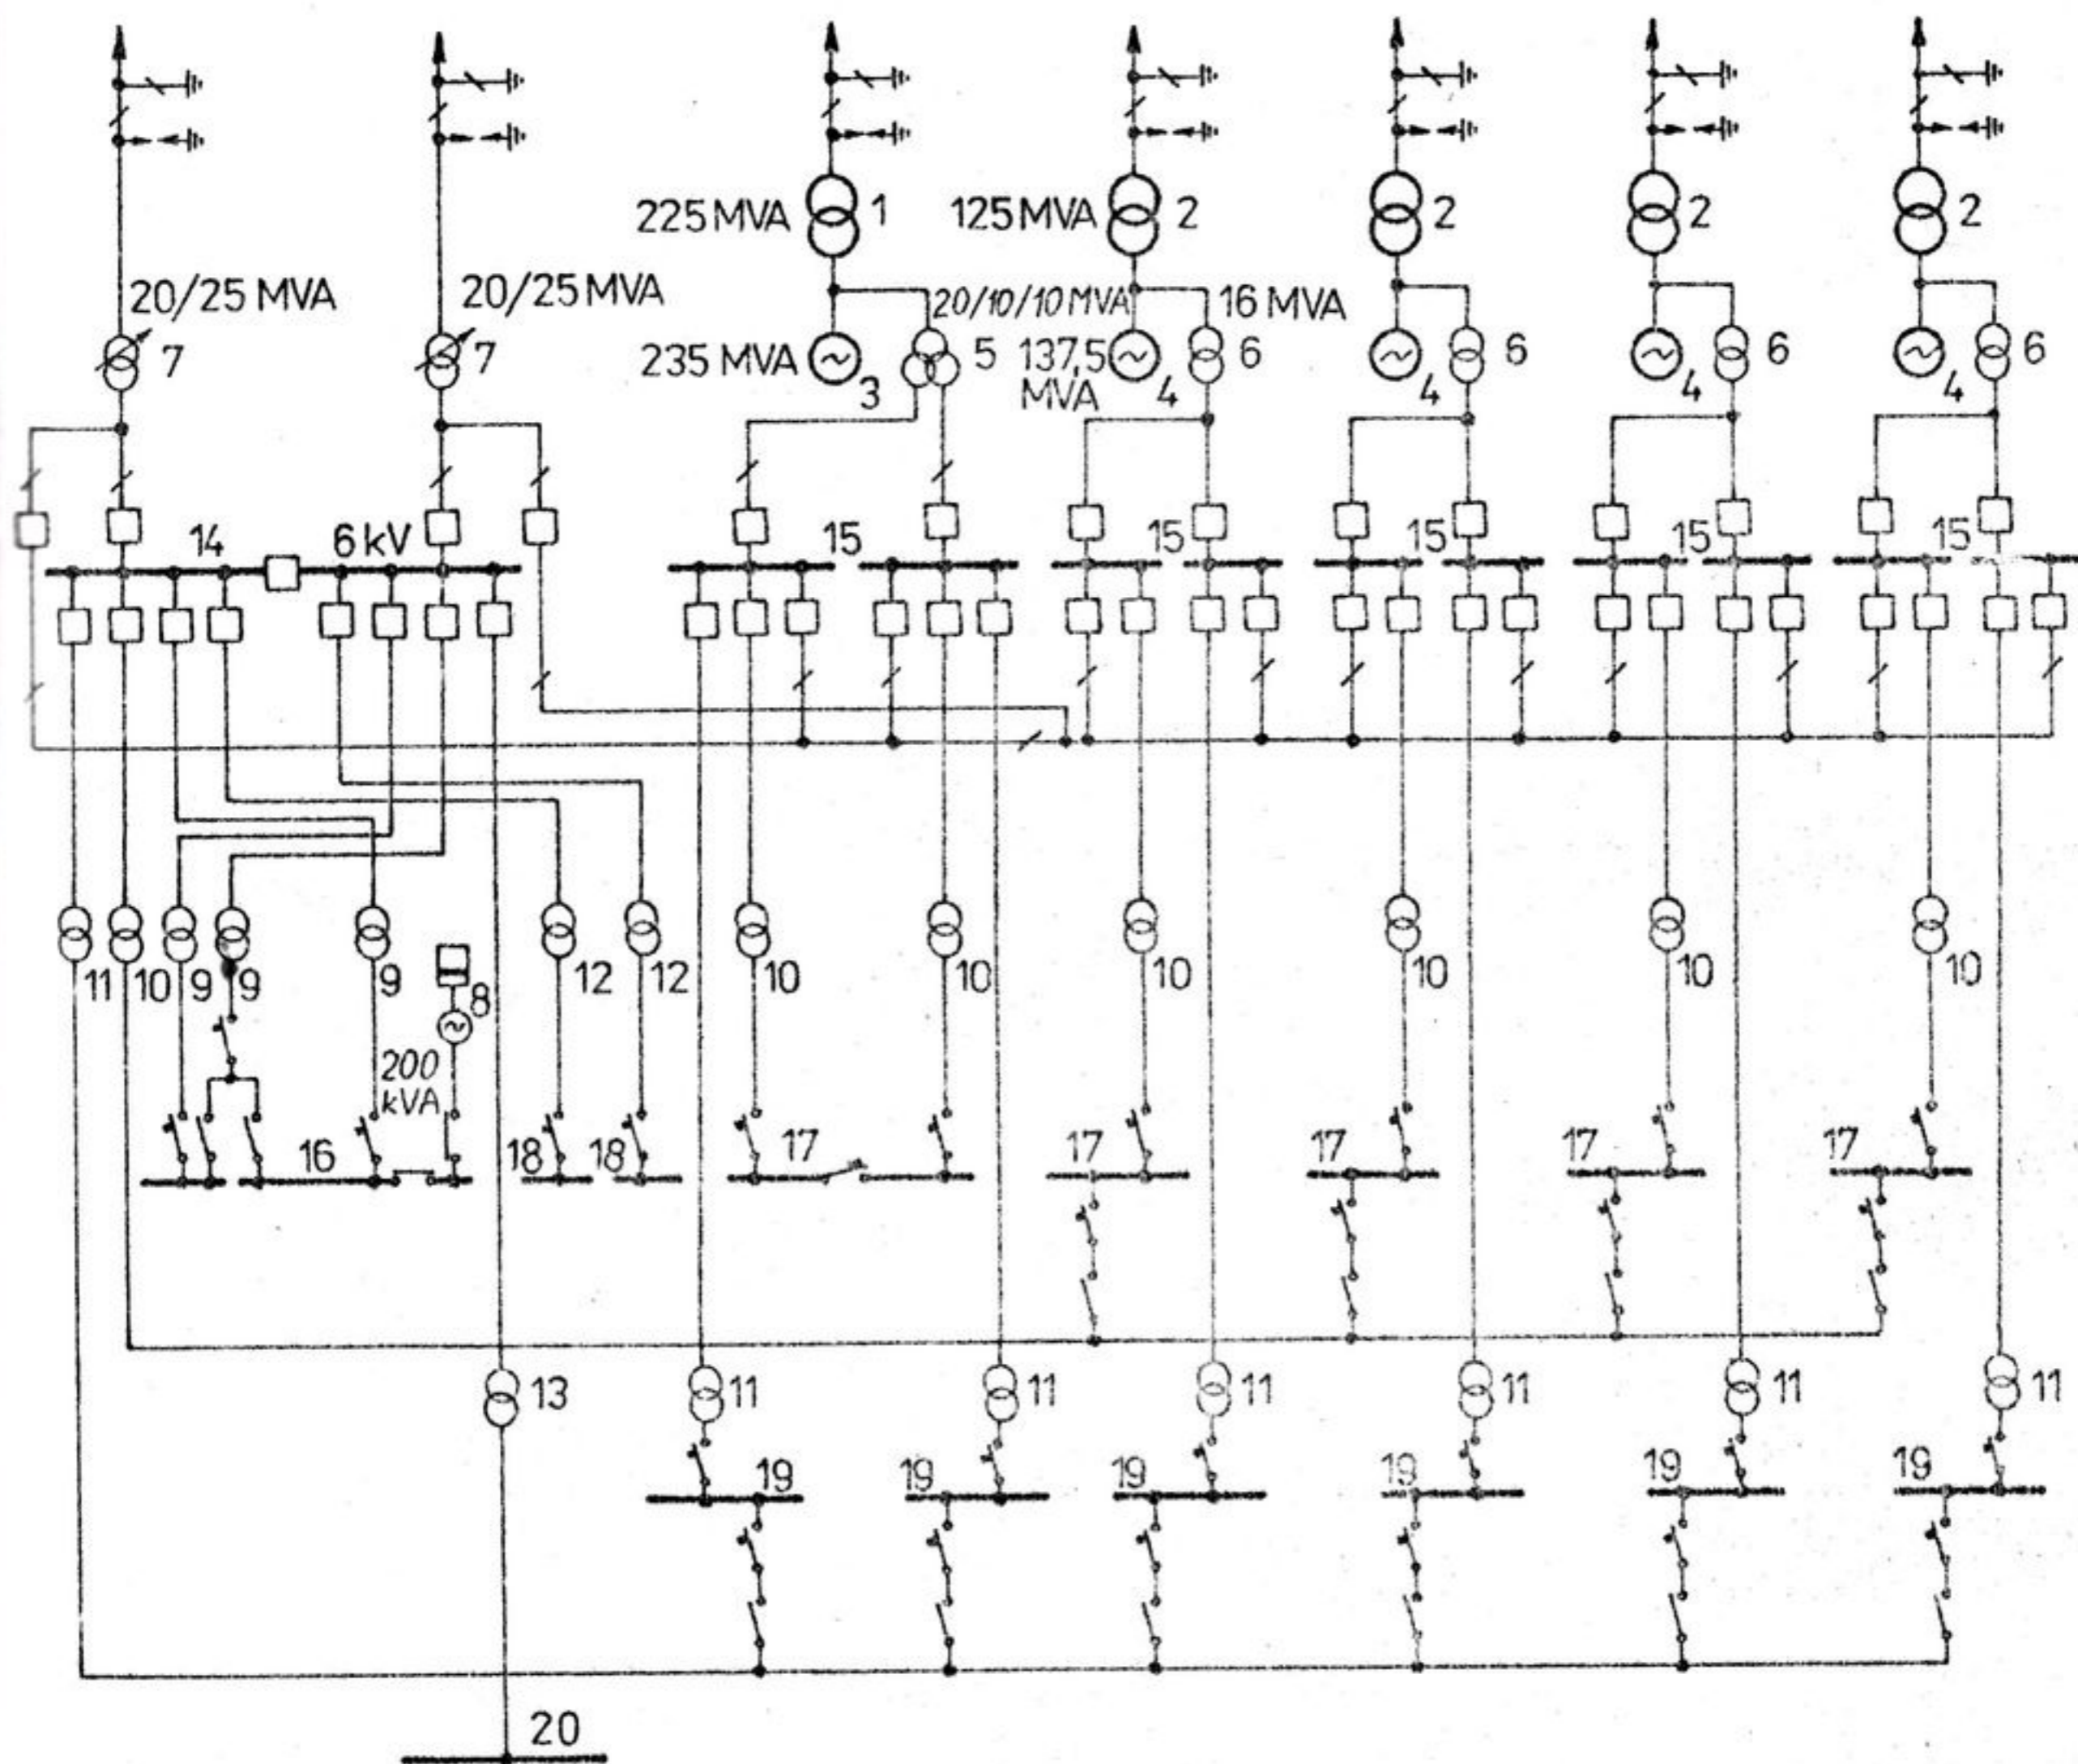 225 MVA 1 125 MVA 2 2 2 2
20/25 MVA 20/25 MVA 20/10/10 MVA 16 MVA
7 7 235 MVA 3 5 137,5 MVA 4 6 4 6 4 6 4 6
14 6 kV 15 15 15 15 15
11 10 9 9 9 8 12 12 10 10 10 10 10 10
200 kVA
16 18 18 17 17 17 17 17
13 11 11 11 11 11 11
19 19 19 19 19 19
20